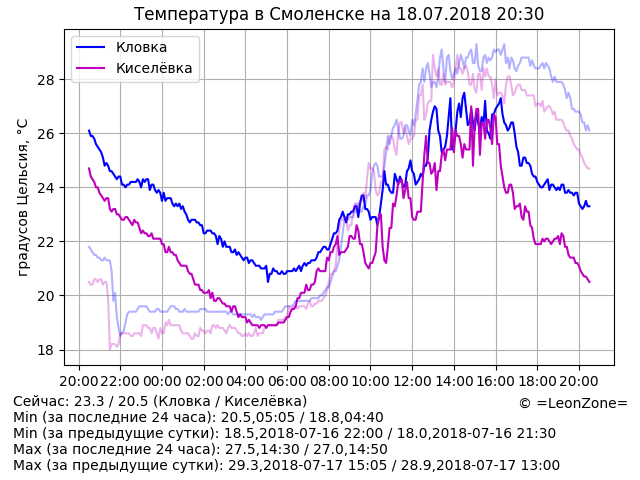 Температура в Смоленске на 18.07.2018 20:30
Кловка
Киселёвка
градусов Цельсия, °C
28
26
24
22
20
18
20:00 22:00 00:00 02:00 04:00 06:00 08:00 10:00 12:00 14:00 16:00 18:00 20:00
Сейчас: 23.3 / 20.5 (Кловка / Киселёвка)
© =LeonZone=
Min (за последние 24 часа): 20.5,05:05 / 18.8,04:40
Min (за предыдущие сутки): 18.5,2018-07-16 22:00 / 18.0,2018-07-16 21:30
Max (за последние 24 часа): 27.5,14:30 / 27.0,14:50
Max (за предыдущие сутки): 29.3,2018-07-17 15:05 / 28.9,2018-07-17 13:00